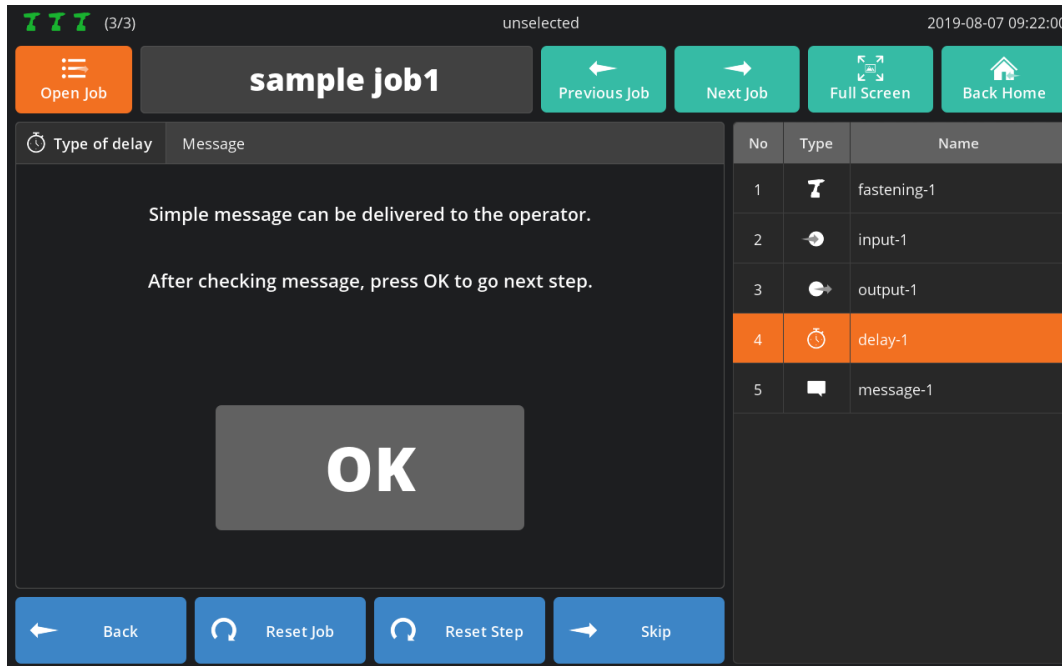 (3/3) unselected 2019-08-07 09:22:00
Open Job
sample job1
Previous Job
Next Job
Full Screen
Back Home
Type of delay Message
Simple message can be delivered to the operator.
After checking message, press OK to go next step.
OK
No Type Name
1 fastening-1
2 input-1
3 output-1
4 delay-1
5 message-1
Back
Reset Job
Reset Step
Skip